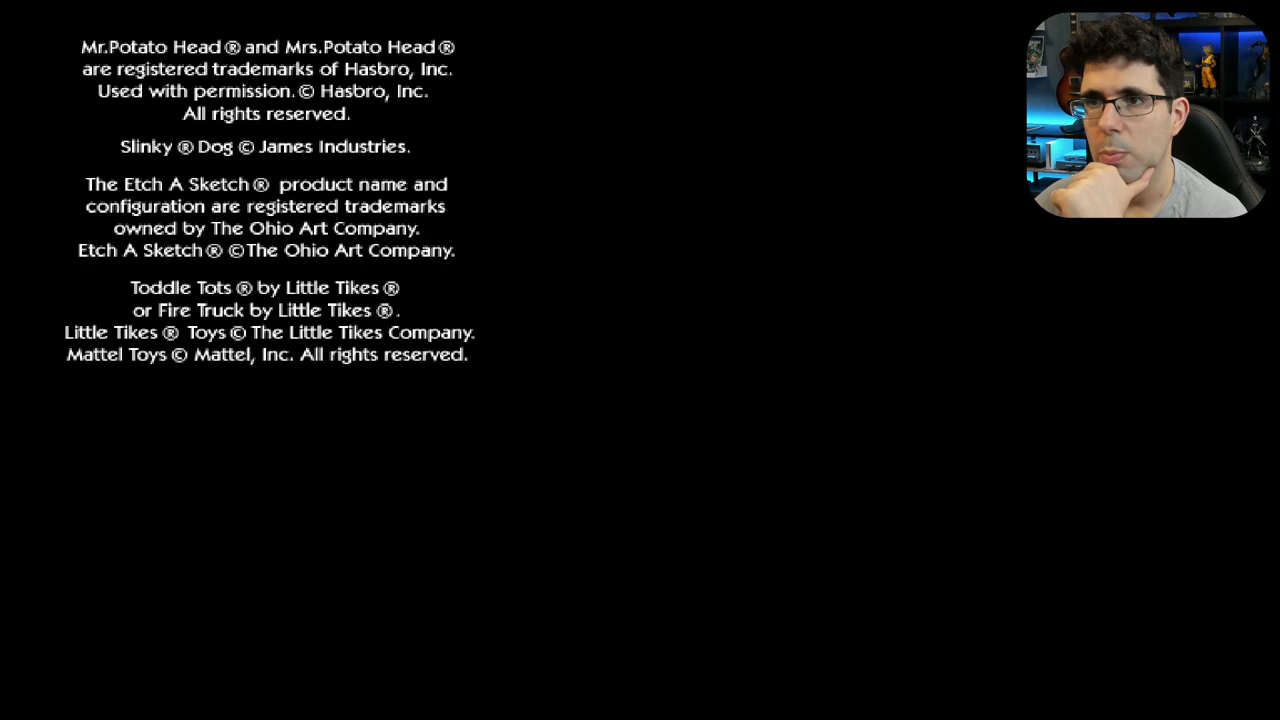 Mr.Potato Head® and Mrs.Potato Head®
are registered trademarks of Hasbro, Inc.
Used with permission.© Hasbro, Inc.
All rights reserved.
Slinky ® Dog © James Industries.
The Etch A Sketch® product name and
configuration are registered trademarks
owned by The Ohio Art Company.
Etch A Sketch® ©The Ohio Art Company.
Toddle Tots ® by Little Tikes ®
or Fire Truck by Little Tikes ®.
Little Tikes ® Toys © The Little Tikes Company.
Mattel Toys © Mattel, Inc. All rights reserved.